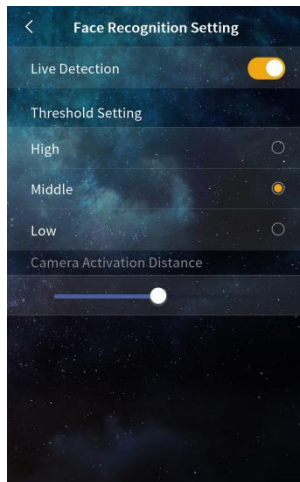 Face Recognition Setting
Live Detection
Threshold Setting
High
Middle
Low
Camera Activation Distance